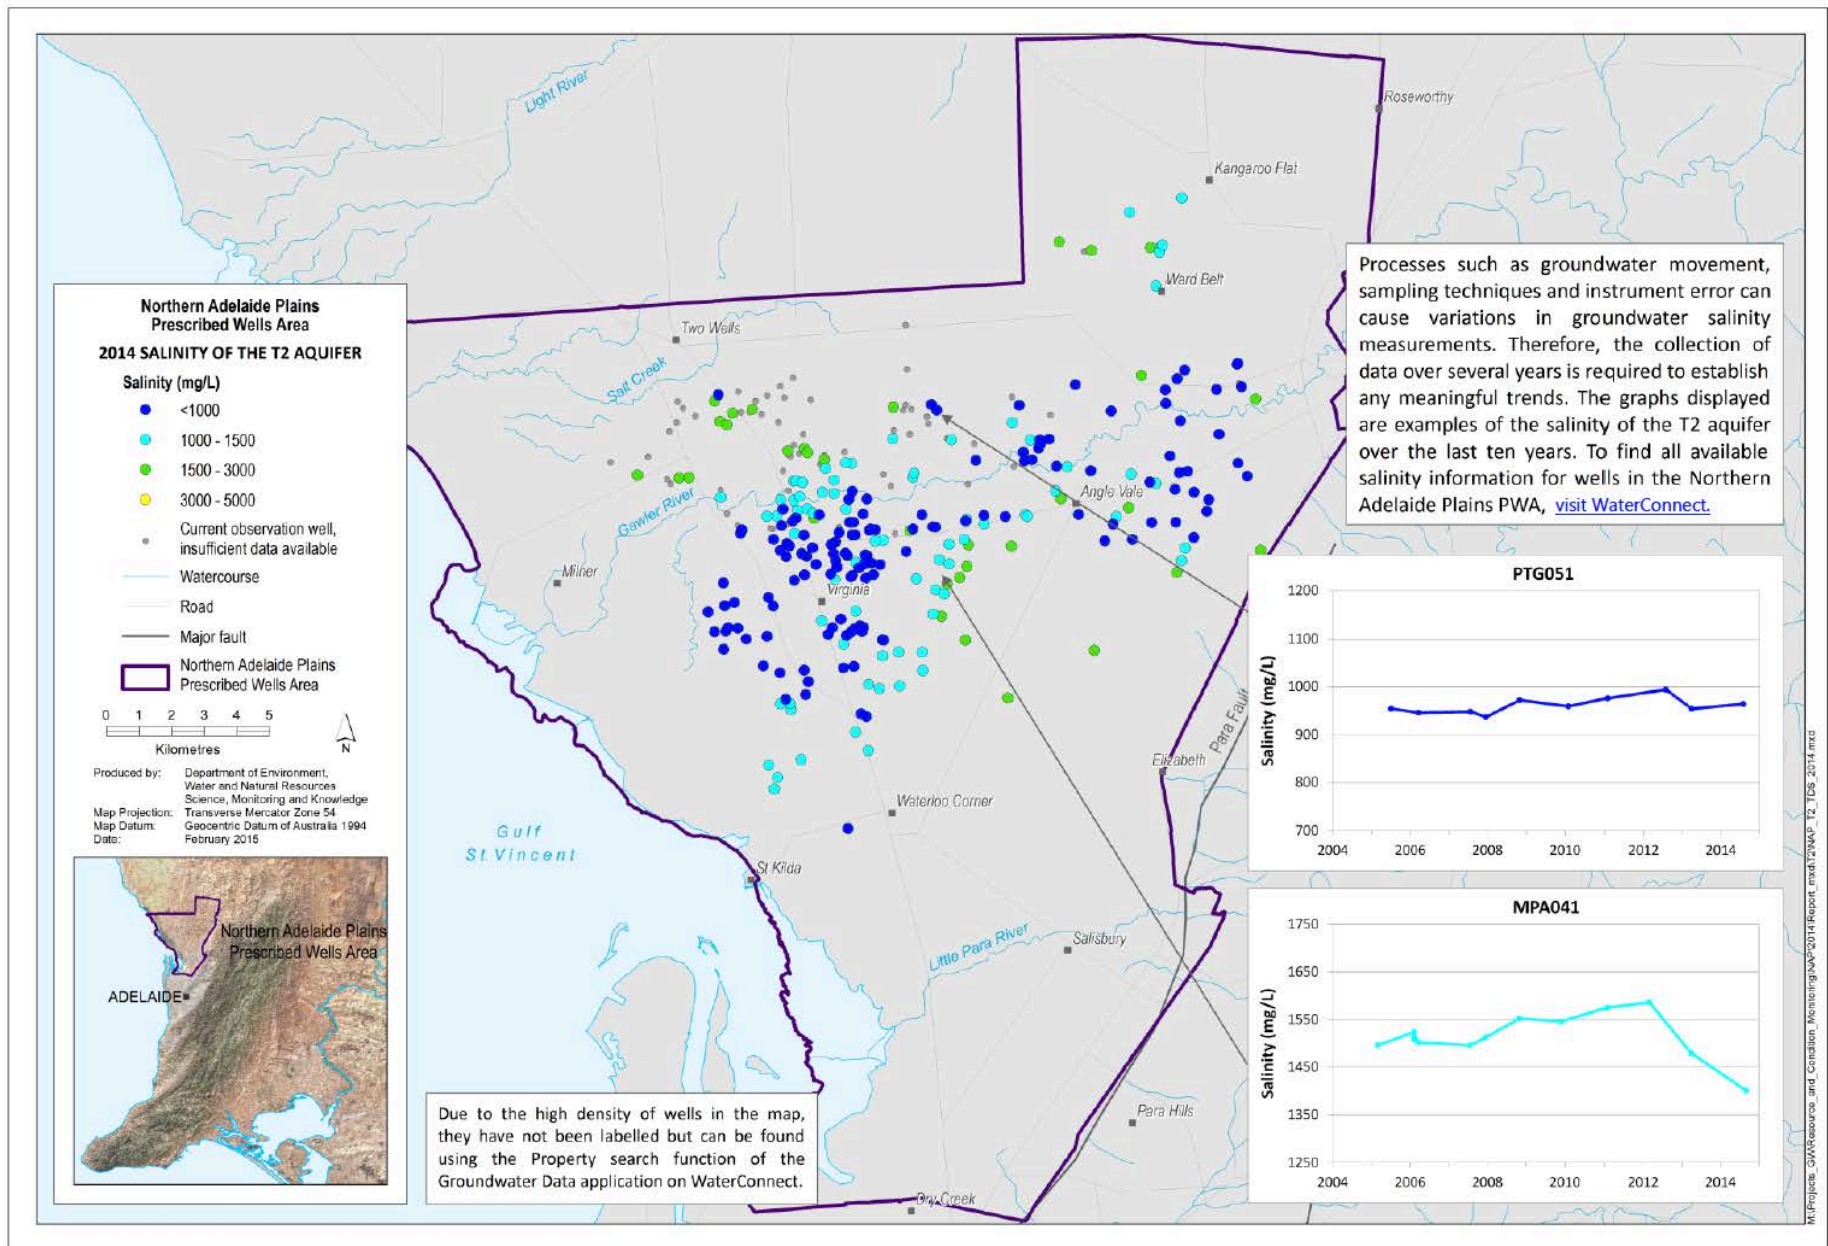 Light River
Roseworthy
Kangaroo Flat
Ward Belt
Two Wells
Salt Creek
Gawler River
Angle Vale
Milner
Virginia
Para Fault
Elizabeth
Waterloo Corner
Gulf
St Vincent
St Kilda
Little Para River
Salisbury
Para Hills
Dry Creek
Northern Adelaide Plains
Prescribed Wells Area
2014 SALINITY OF THE T2 AQUIFER
Salinity (mg/L)
<1000
1000 - 1500
1500 - 3000
3000 - 5000
Current observation well,
insufficient data available
Watercourse
Road
Major fault
Northern Adelaide Plains
Prescribed Wells Area
0 1 2 3 4 5
Kilometres
N
Produced by: Department of Environment,
Water and Natural Resources
Science, Monitoring and Knowledge
Map Projection: Transverse Mercator Zone 54
Map Datum: Geocentric Datum of Australia 1994
Date: February 2015
Northern Adelaide Plains
Prescribed Wells Area
ADELAIDE
Due to the high density of wells in the map,
they have not been labelled but can be found
using the Property search function of the
Groundwater Data application on WaterConnect.
Processes such as groundwater movement,
sampling techniques and instrument error can
cause variations in groundwater salinity
measurements. Therefore, the collection of
data over several years is required to establish
any meaningful trends. The graphs displayed
are examples of the salinity of the T2 aquifer
over the last ten years. To find all available
salinity information for wells in the Northern
Adelaide Plains PWA, visit WaterConnect.
PTG051
Salinity (mg/L)
1200
1100
1000
900
800
700
2004 2006 2008 2010 2012 2014
MPA041
Salinity (mg/L)
1750
1650
1550
1450
1350
1250
2004 2006 2008 2010 2012 2014
M:\Projects_GW\Resource_and_Condition_Monitoring\NAP\2014\Report_mxd\T2\NAP_T2_TDS_2014.mxd